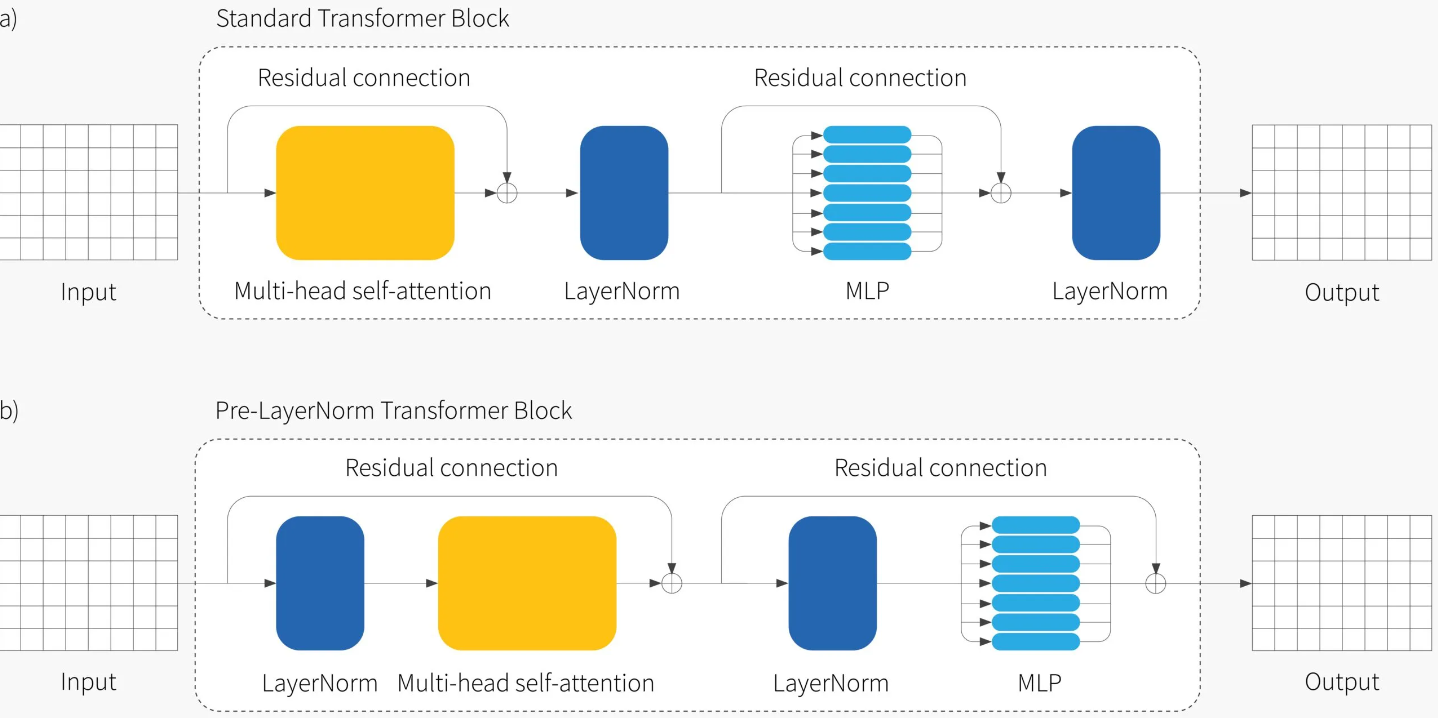 a)
Standard Transformer Block
Residual connection
Residual connection
Input
Multi-head self-attention
LayerNorm
MLP
LayerNorm
Output
b)
Pre-LayerNorm Transformer Block
Residual connection
Residual connection
Input
LayerNorm
Multi-head self-attention
LayerNorm
MLP
Output